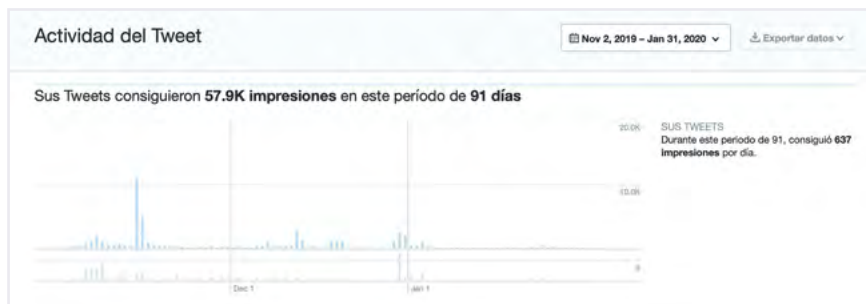 Actividad del Tweet
Nov 2, 2019 – Jan 31, 2020
Exportar datos
Sus Tweets consiguieron 57.9K impresiones en este período de 91 días
20.0K
SUS TWEETS
Durante este periodo de 91, consiguió 637
impresiones por día.
10.0K
Dec 1
Jan 1